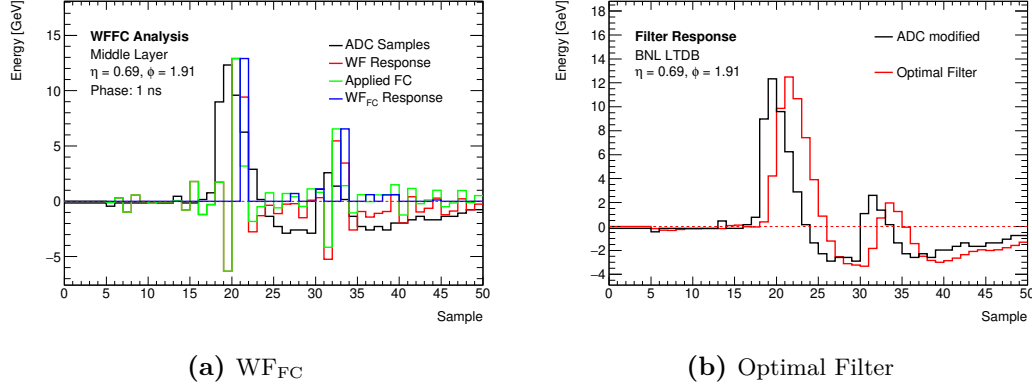 Energy [GeV]
WFFC Analysis
Middle Layer
η = 0.69, ϕ = 1.91
Phase: 1 ns
ADC Samples
WF Response
Applied FC
WF_FC Response
15
10
5
0
−5
0 5 10 15 20 25 30 35 40 45 50
Sample
(a) WF_FC
Energy [GeV]
Filter Response
BNL LTDB
η = 0.69, ϕ = 1.91
ADC modified
Optimal Filter
18
16
14
12
10
8
6
4
2
0
−2
−4
0 5 10 15 20 25 30 35 40 45 50
Sample
(b) Optimal Filter